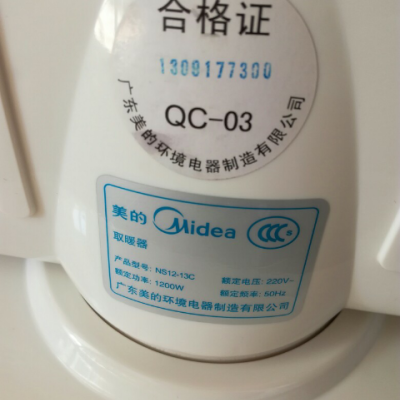 合格证
1309177300
QC-03
广东美的环境电器制造有限公司
美的 Midea CCC S
取暖器
产品型号: NS12-13C 额定电压: 220V~
额定功率: 1200W 额定频率: 50Hz
广东美的环境电器制造有限公司